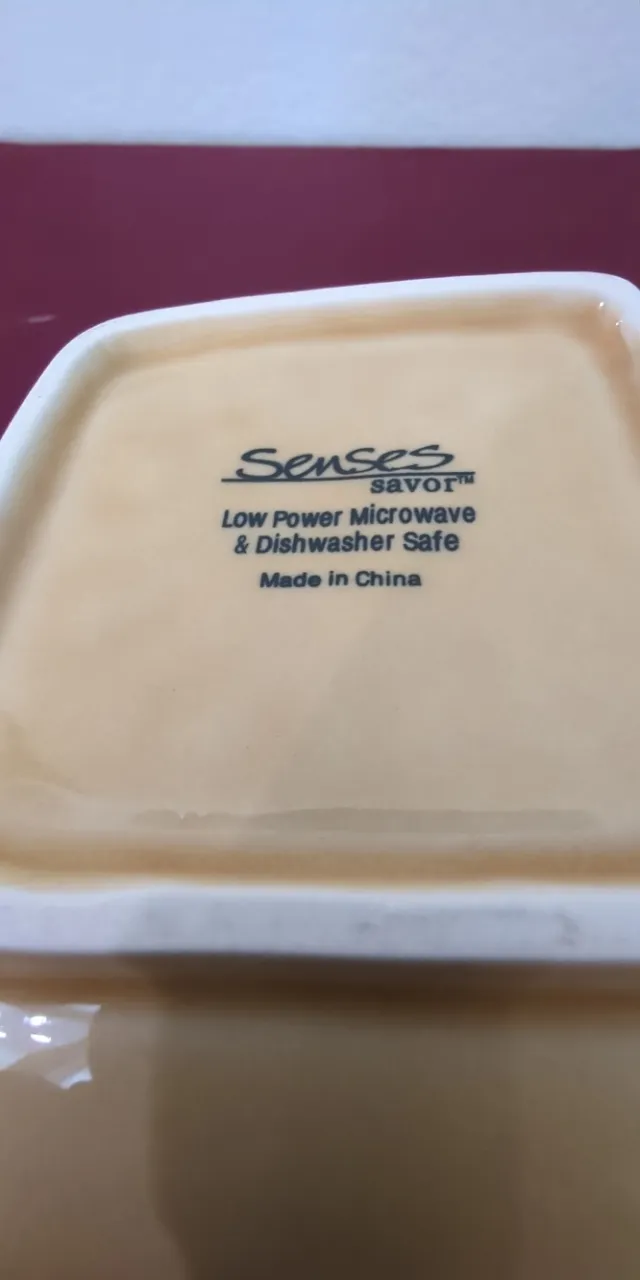 Senses
savor™
Low Power Microwave
& Dishwasher Safe
Made in China